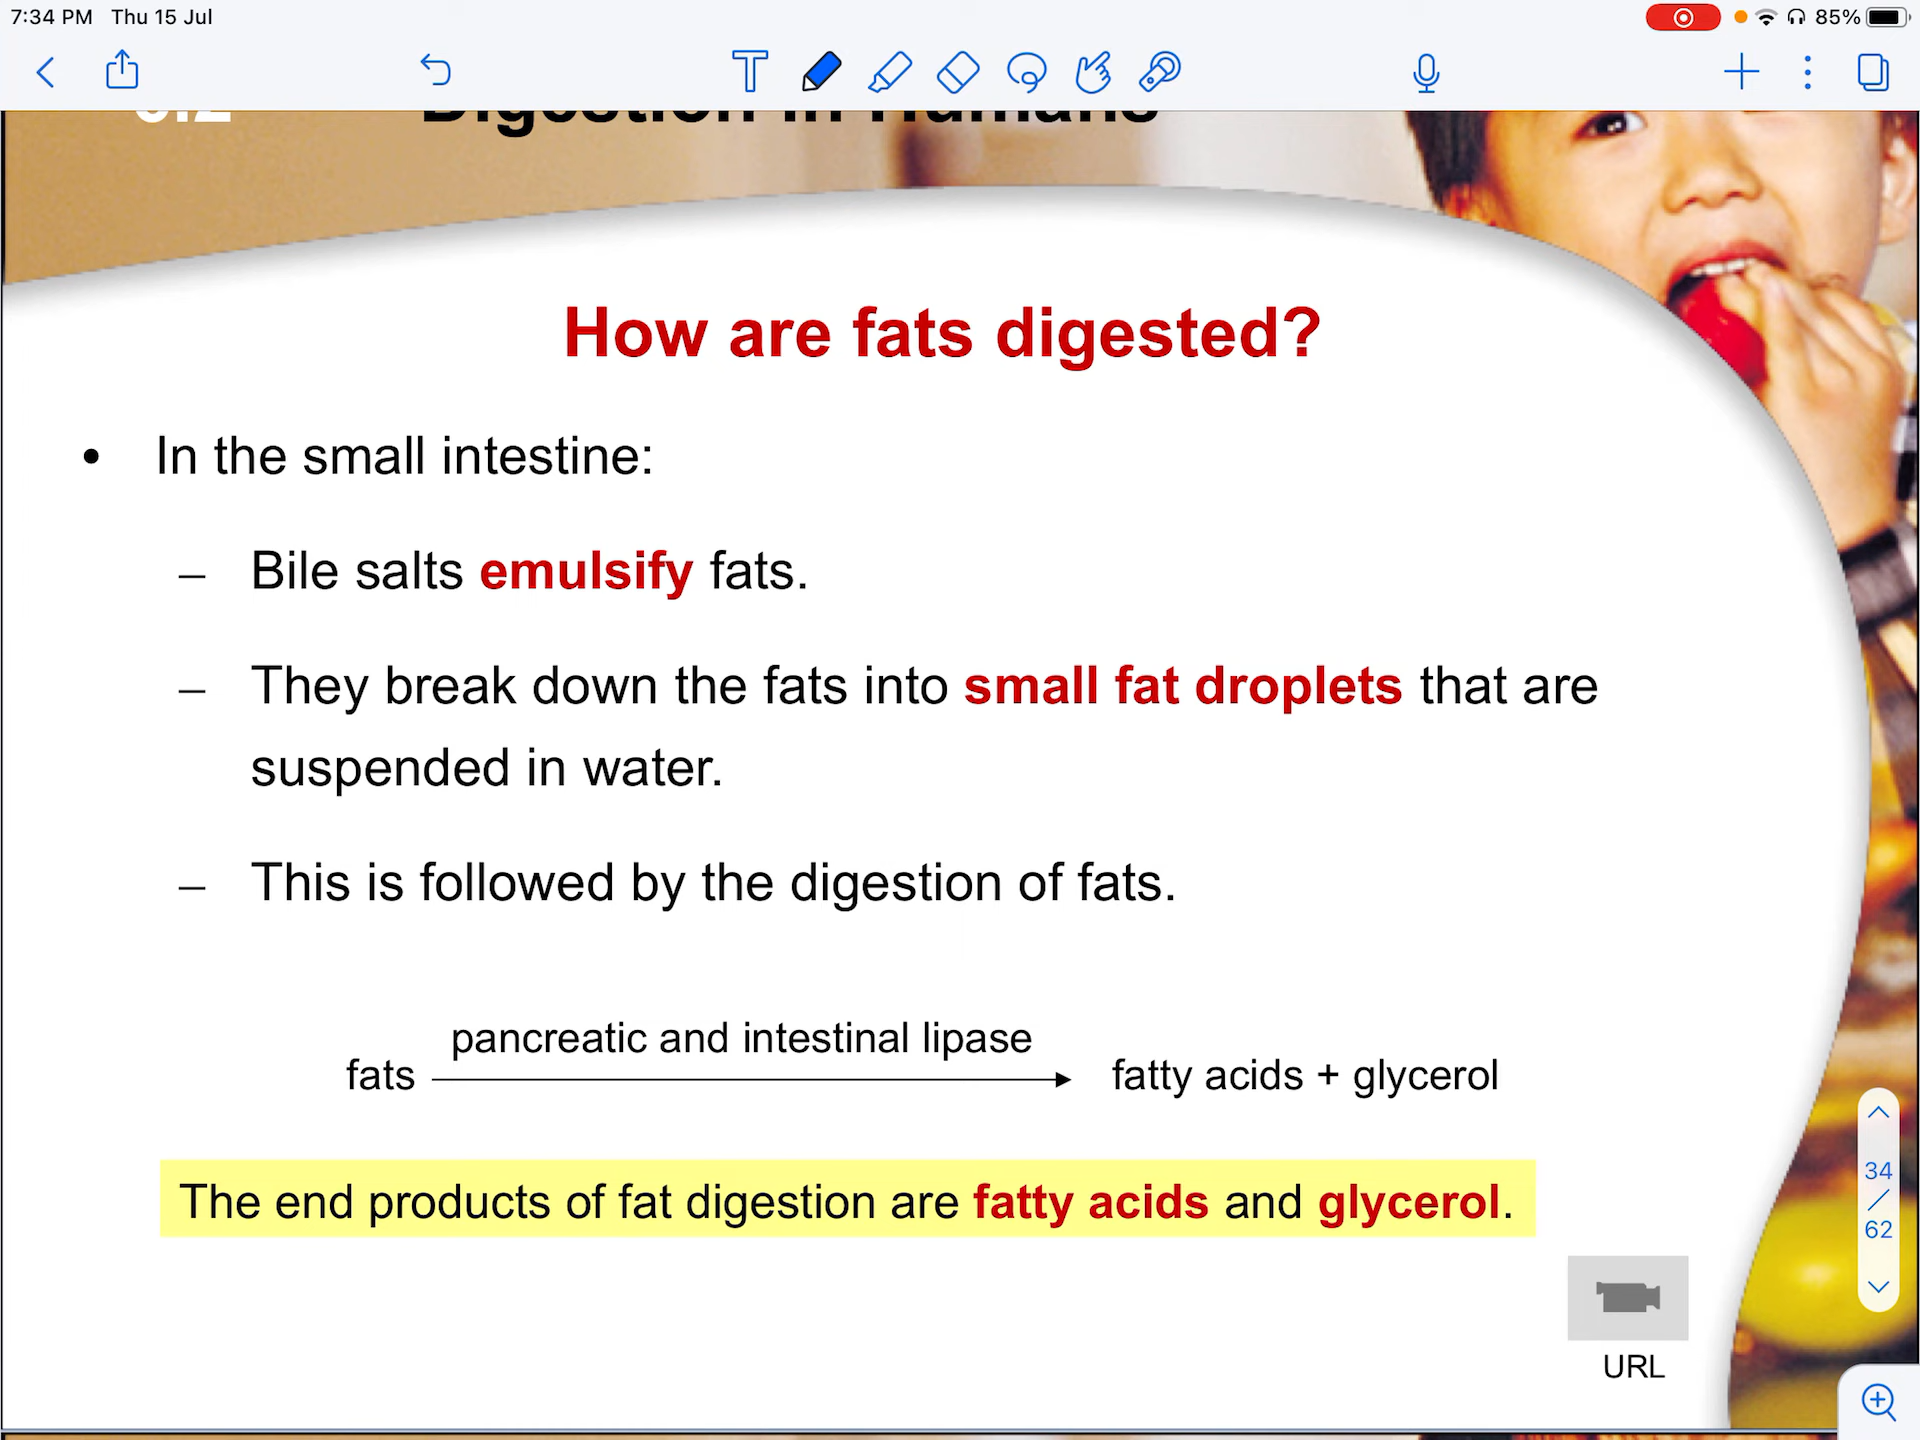 7:34 PM Thu 15 Jul
85%
Digestion in Humans
How are fats digested?
• In the small intestine:
– Bile salts emulsify fats.
– They break down the fats into small fat droplets that are
suspended in water.
– This is followed by the digestion of fats.
pancreatic and intestinal lipase
fats fatty acids + glycerol
The end products of fat digestion are fatty acids and glycerol.
34
/
62
URL